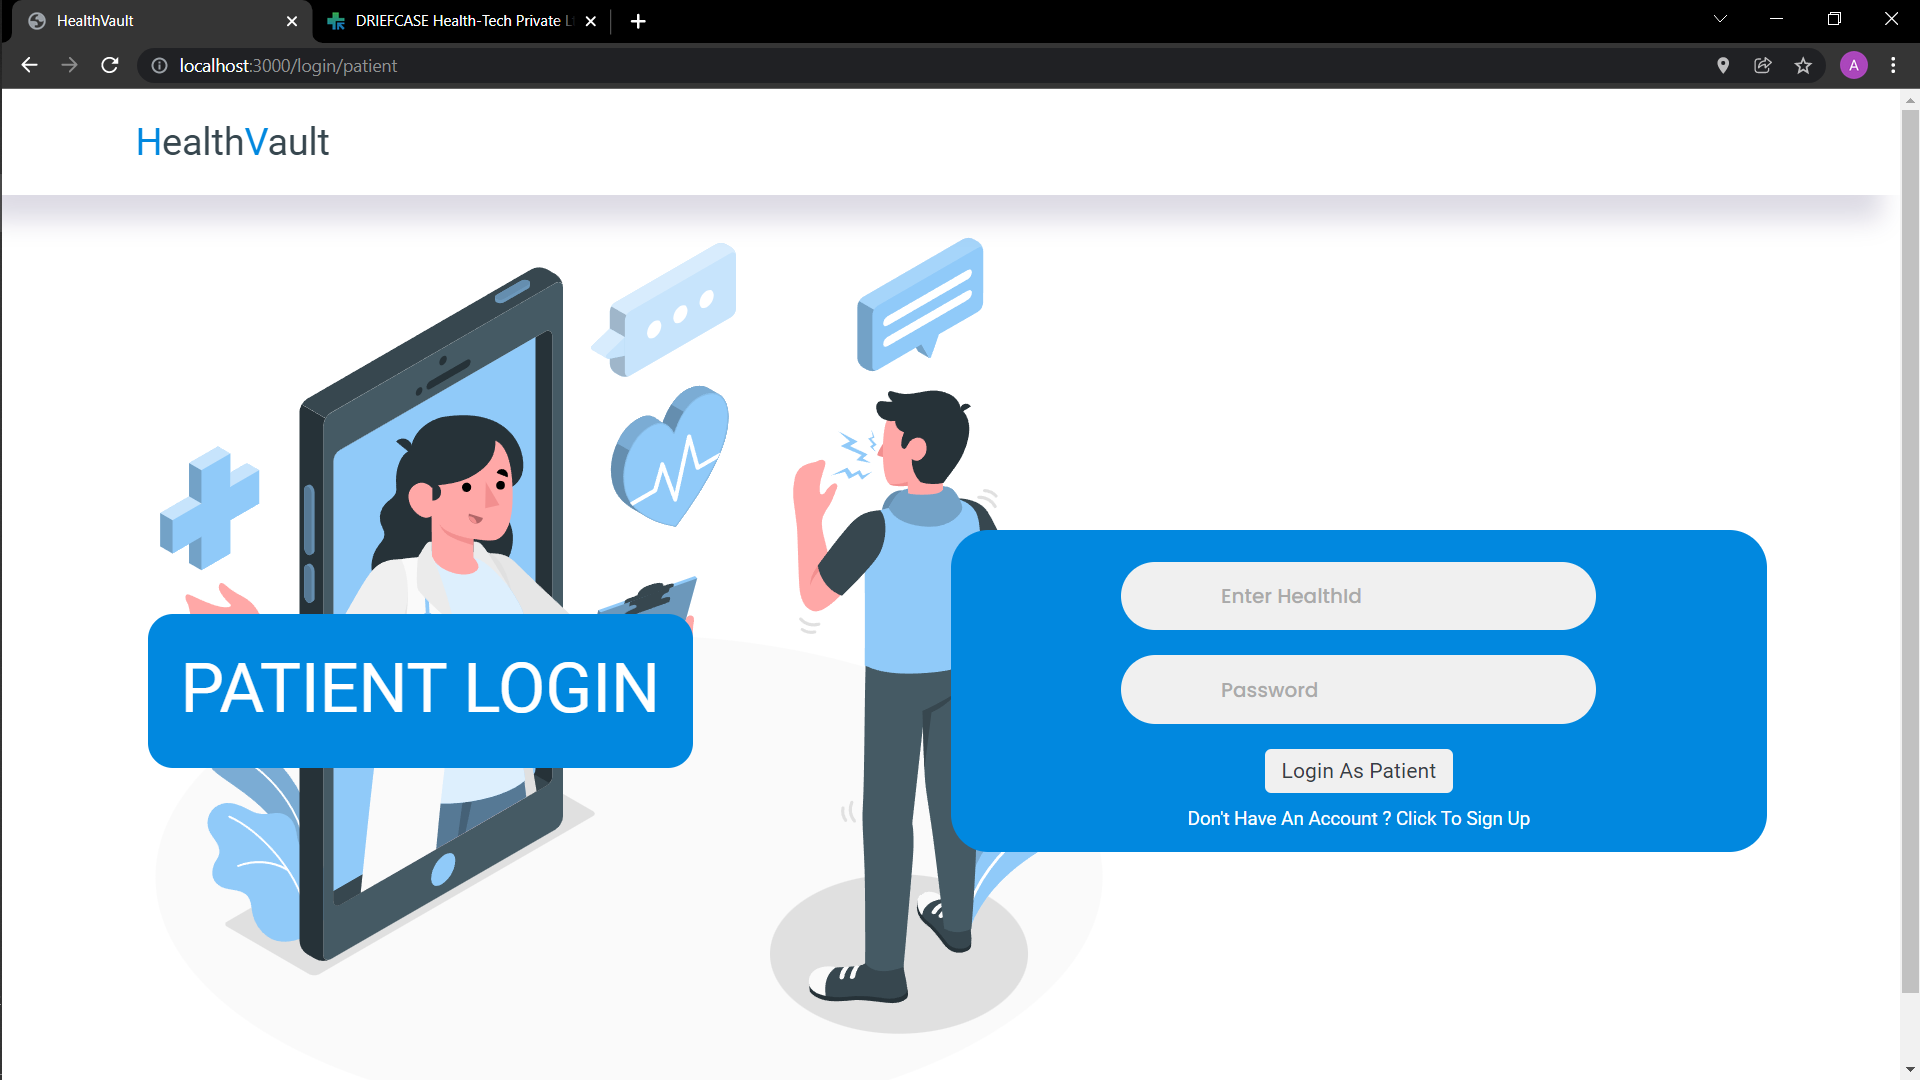 HealthVault
DRIEFCASE Health-Tech Private L
localhost:3000/login/patient
A
HealthVault
PATIENT LOGIN
Enter HealthId
Password
Login As Patient
Don't Have An Account ? Click To Sign Up